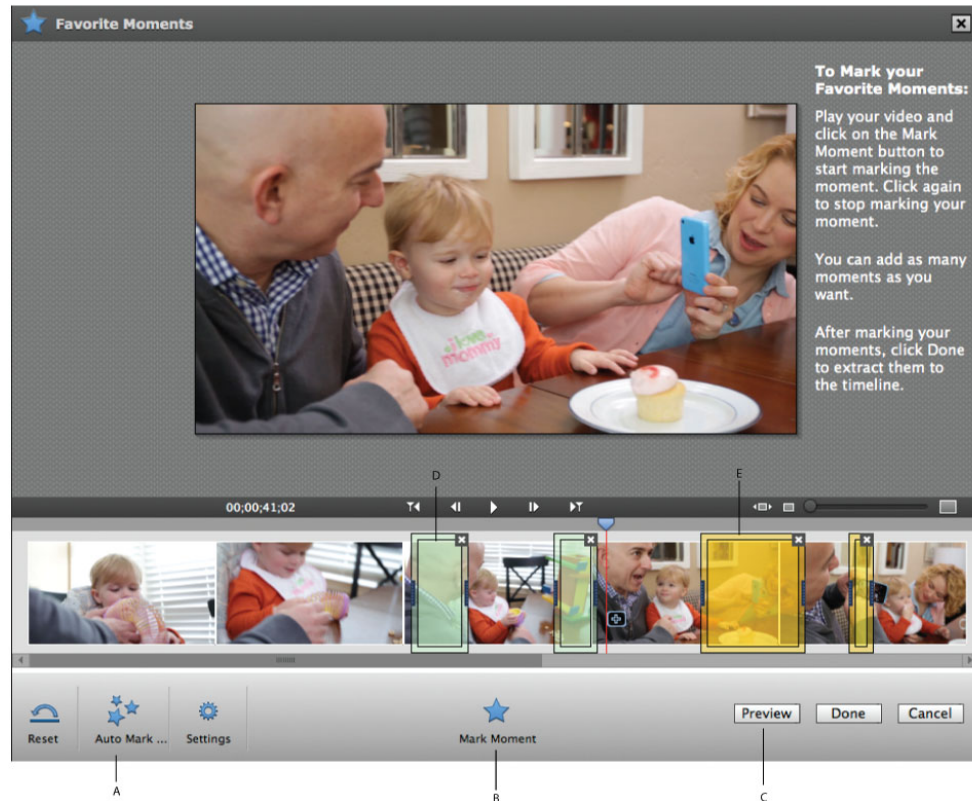 Favorite Moments
To Mark your
Favorite Moments:
Play your video and
click on the Mark
Moment button to
start marking the
moment. Click again
to stop marking your
moment.
You can add as many
moments as you
want.
After marking your
moments, click Done
to extract them to
the timeline.
i love
mommy
D
E
00;00;41;02
Reset
Auto Mark ...
Settings
Mark Moment
Preview
Done
Cancel
A
B
C